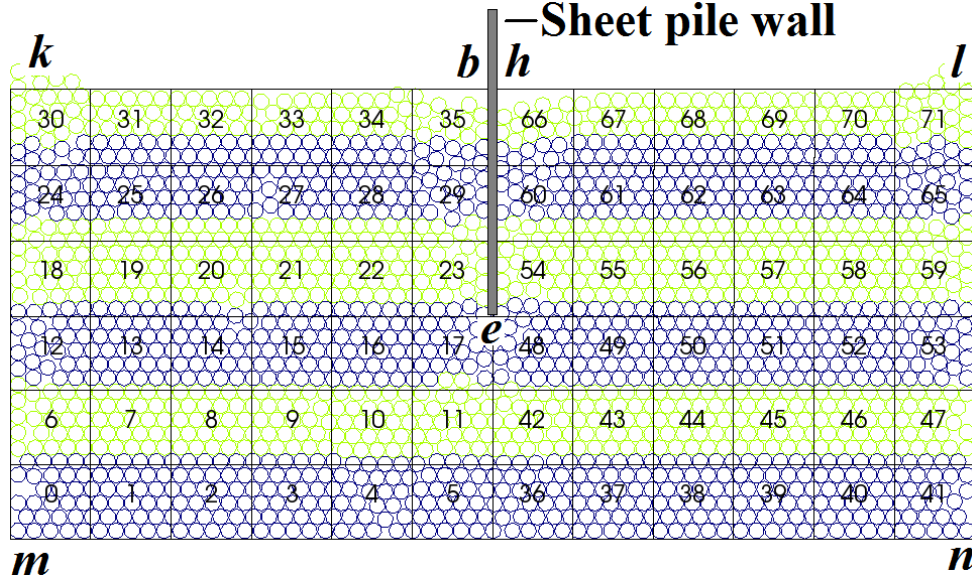 Sheet pile wall
k b h l
30 31 32 33 34 35 66 67 68 69 70 71
24 25 26 27 28 29 60 61 62 63 64 65
18 19 20 21 22 23 54 55 56 57 58 59
e
12 13 14 15 16 17 48 49 50 51 52 53
6 7 8 9 10 11 42 43 44 45 46 47
0 1 2 3 4 5 36 37 38 39 40 41
m n